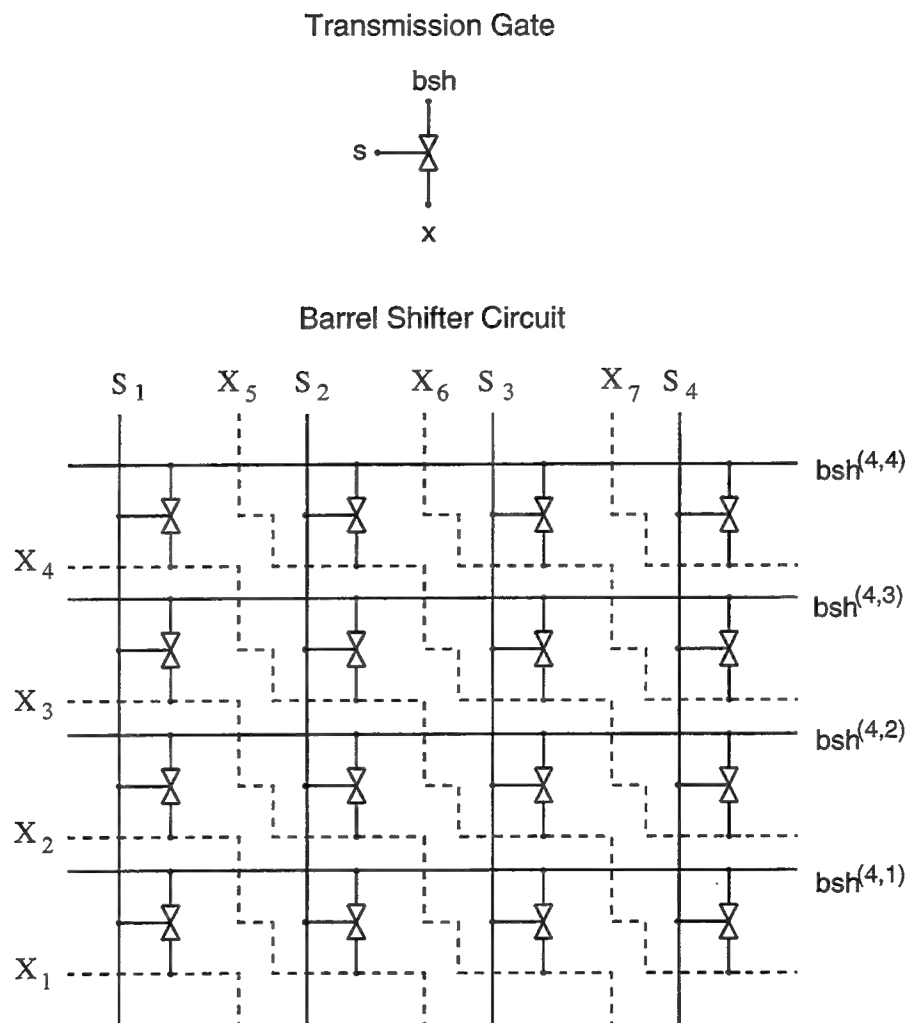 Transmission Gate
bsh
s
x
Barrel Shifter Circuit
S₁ X₅ S₂ X₆ S₃ X₇ S₄
bsh⁽⁴,⁴⁾
X₄
bsh⁽⁴,³⁾
X₃
bsh⁽⁴,²⁾
X₂
bsh⁽⁴,¹⁾
X₁